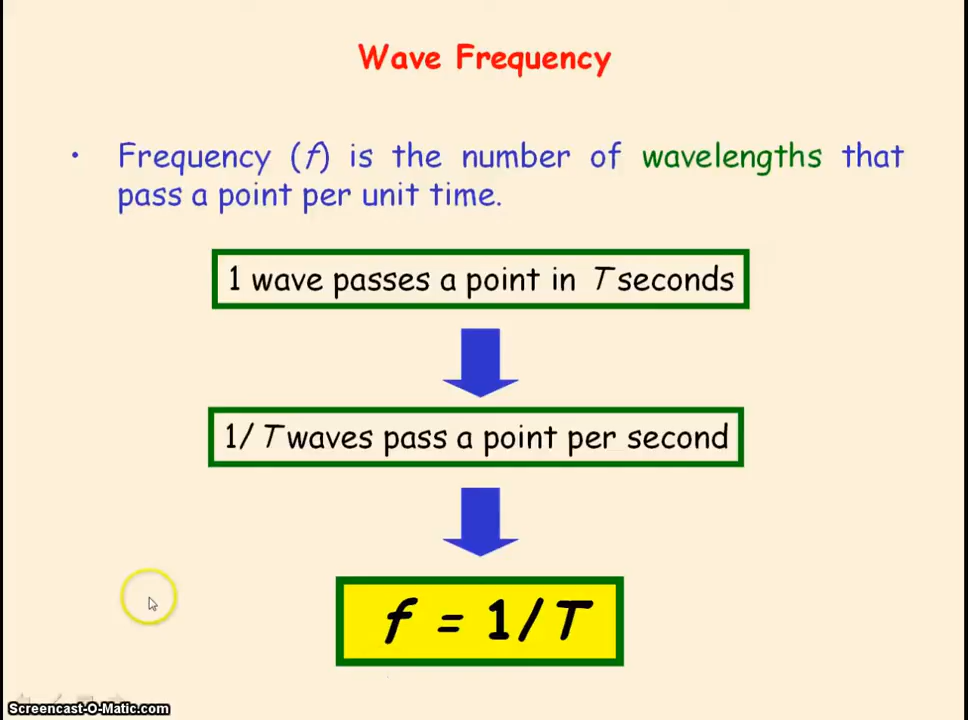 Wave Frequency
• Frequency (f) is the number of wavelengths that
pass a point per unit time.
1 wave passes a point in T seconds
1/T waves pass a point per second
f = 1/T
Screencast-O-Matic.com